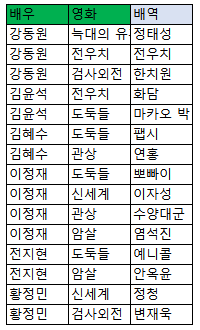 배우 영화 배역
강동원 늑대의 유 정태성
강동원 전우치 전우치
강동원 검사외전 한치원
김윤석 전우치 화담
김윤석 도둑들 마카오 박
김혜수 도둑들 팹시
김혜수 관상 연홍
이정재 도둑들 뽀빠이
이정재 신세계 이자성
이정재 관상 수양대군
이정재 암살 염석진
전지현 도둑들 예니콜
전지현 암살 안옥윤
황정민 신세계 정청
황정민 검사외전 변재욱